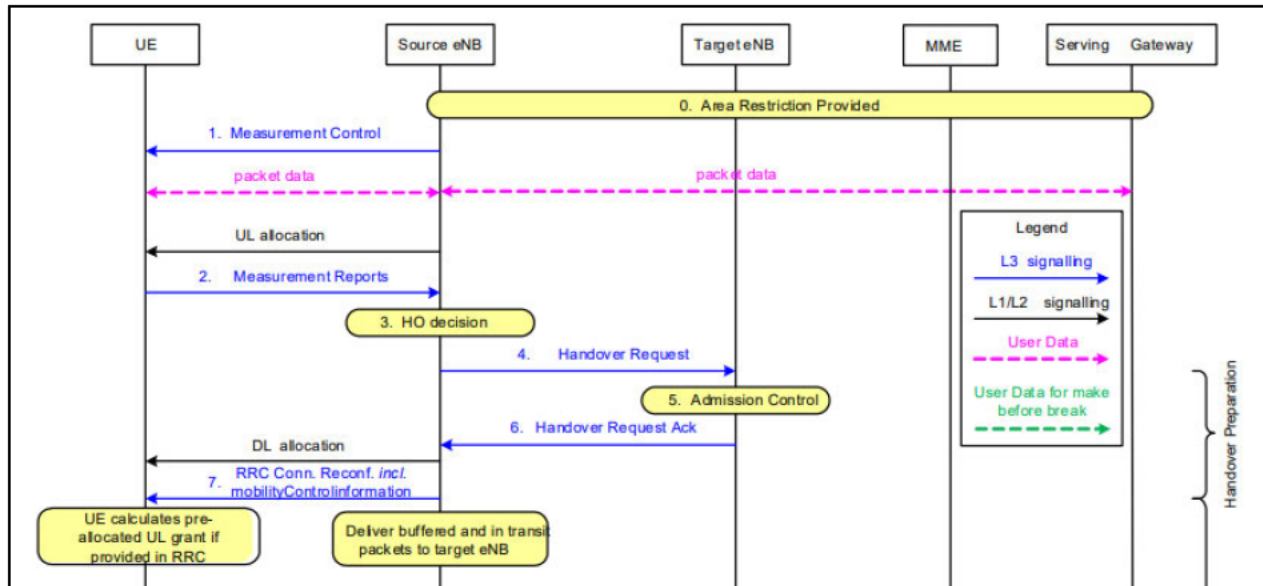 UE
Source eNB
Target eNB
MME
Serving Gateway
0. Area Restriction Provided
1. Measurement Control
packet data
packet data
UL allocation
2. Measurement Reports
3. HO decision
4. Handover Request
5. Admission Control
6. Handover Request Ack
DL allocation
7. RRC Conn. Reconf. incl.
mobilityControlinformation
UE calculates pre-
allocated UL grant if
provided in RRC
Deliver buffered and in transit
packets to target eNB
Legend
L3 signalling
L1/L2 signalling
User Data
User Data for make
before break
Handover Preparation